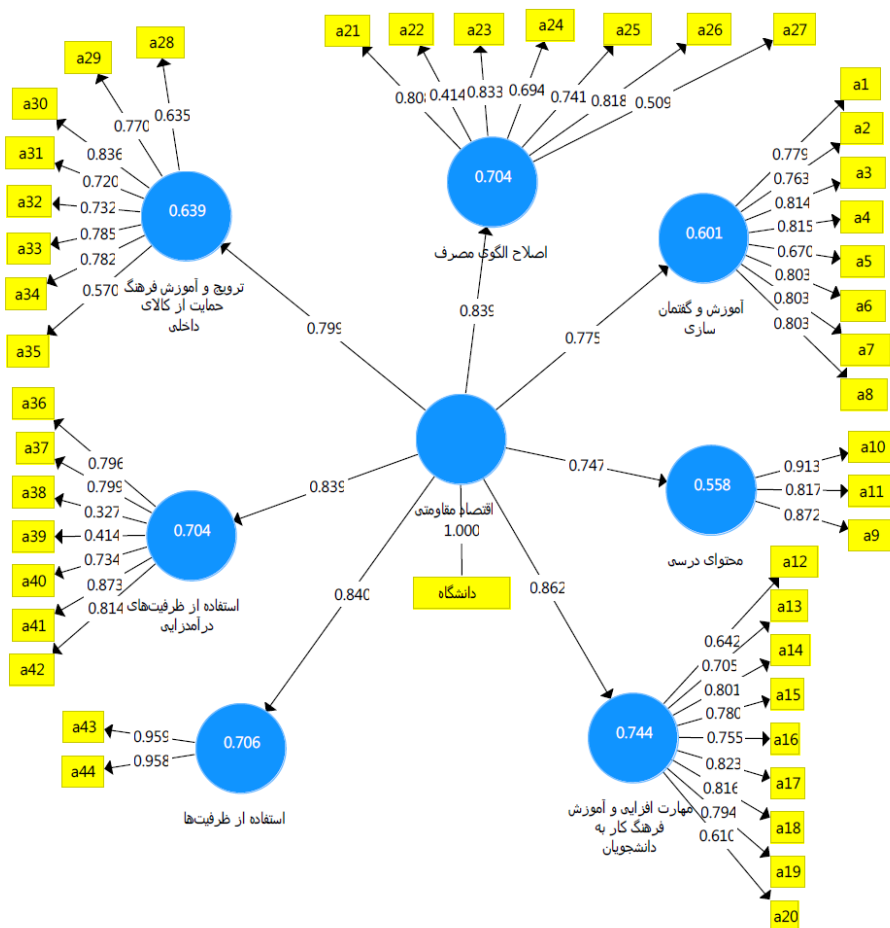 a21
a22
a23
a24
a25
a26
a27
0.808
0.414
0.833
0.694
0.741
0.818
0.509
0.704
اصلاح الگوی مصرف
a28
a29
a30
a31
a32
a33
a34
a35
0.635
0.770
0.836
0.720
0.732
0.785
0.782
0.570
0.639
ترویج و آموزش فرهنگ
حمایت از کالای
داخلی
a1
a2
a3
a4
a5
a6
a7
a8
0.779
0.763
0.814
0.815
0.670
0.803
0.803
0.803
0.601
آموزش و گفتمان
سازی
0.799
0.839
0.775
a36
a37
a38
a39
a40
a41
a42
0.796
0.799
0.327
0.414
0.734
0.873
0.814
0.704
استفاده از ظرفیت‌های
درآمدزایی
0.839
0.747
اقتصاد مقاومتی
1.000
دانشگاه
a10
a11
a9
0.913
0.817
0.872
0.558
محتوای درسی
0.840
0.862
a43
a44
0.959
0.958
0.706
استفاده از ظرفیت‌ها
a12
a13
a14
a15
a16
a17
a18
a19
a20
0.642
0.705
0.801
0.780
0.755
0.823
0.816
0.794
0.610
0.744
مهارت افزایی و آموزش
فرهنگ کار به
دانشجویان